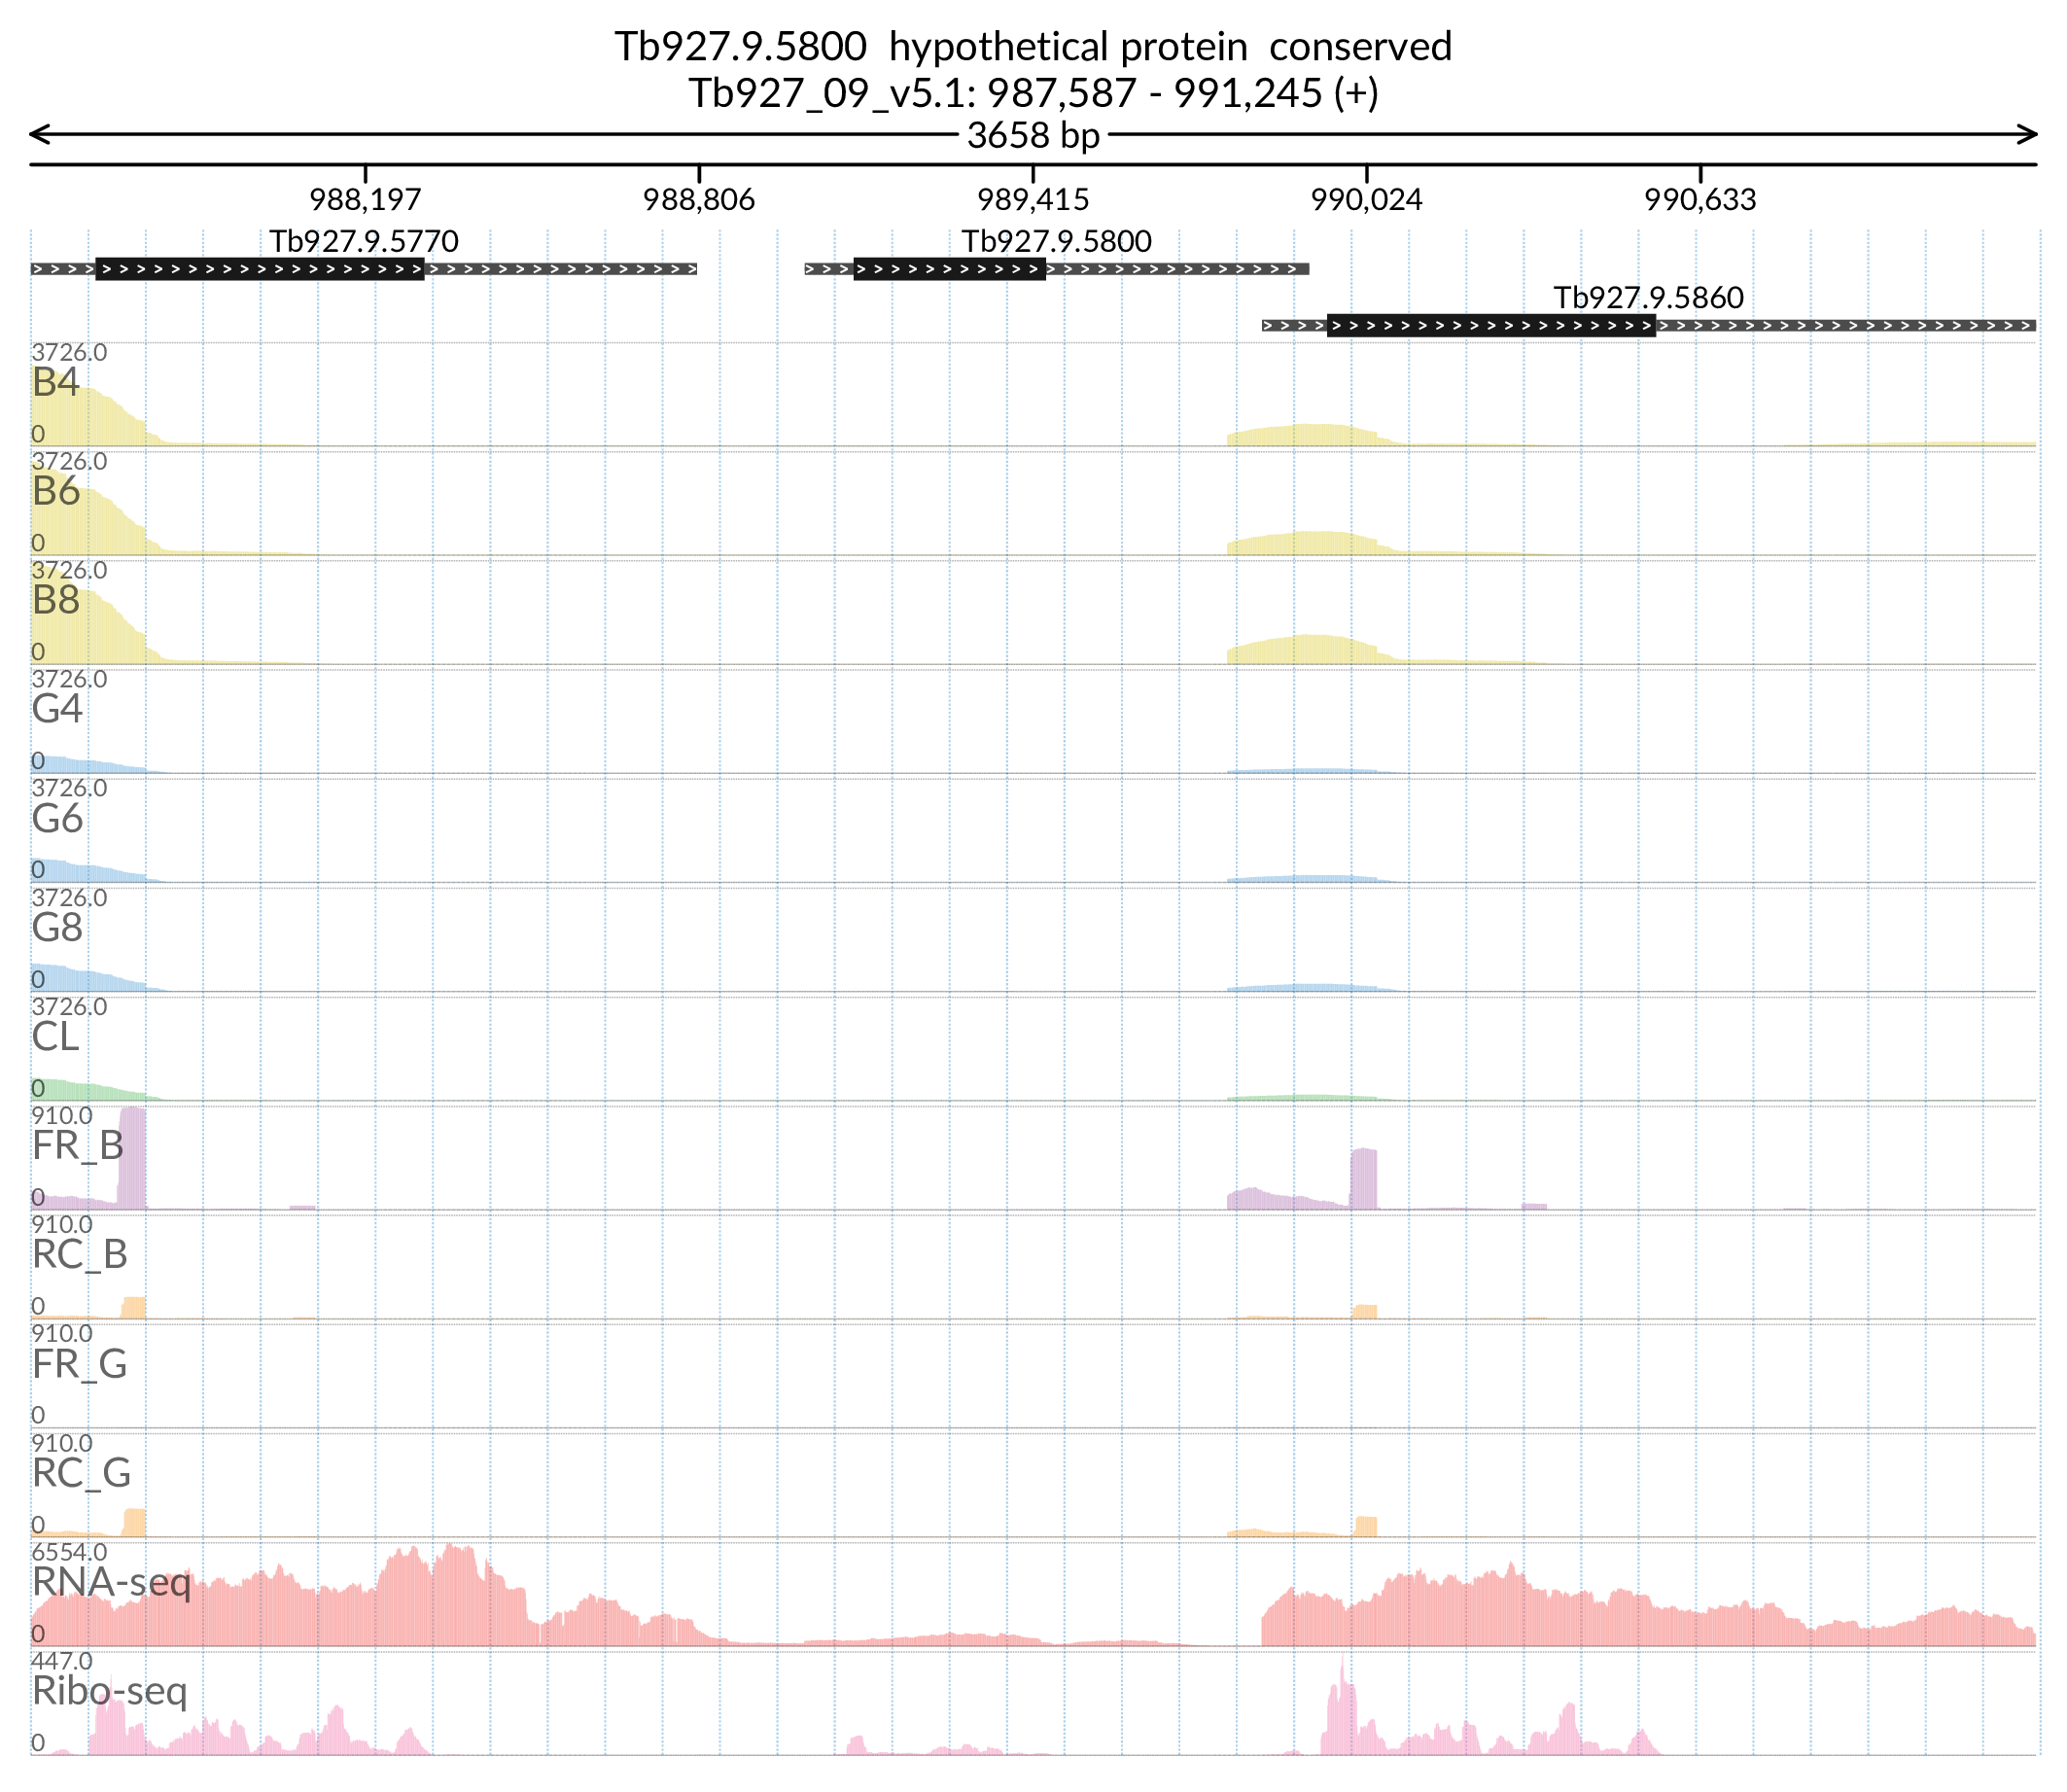 Tb927.9.5800  hypothetical protein  conserved
Tb927_09_v5.1: 987,587 - 991,245 (+)
3658 bp
988,197 988,806 989,415 990,024 990,633
Tb927.9.5770 Tb927.9.5800
Tb927.9.5860
3726.0
B4
0
3726.0
B6
0
3726.0
B8
0
3726.0
G4
0
3726.0
G6
0
3726.0
G8
0
3726.0
CL
0
910.0
FR_B
0
910.0
RC_B
0
910.0
FR_G
0
910.0
RC_G
0
6554.0
RNA-seq
0
447.0
Ribo-seq
0